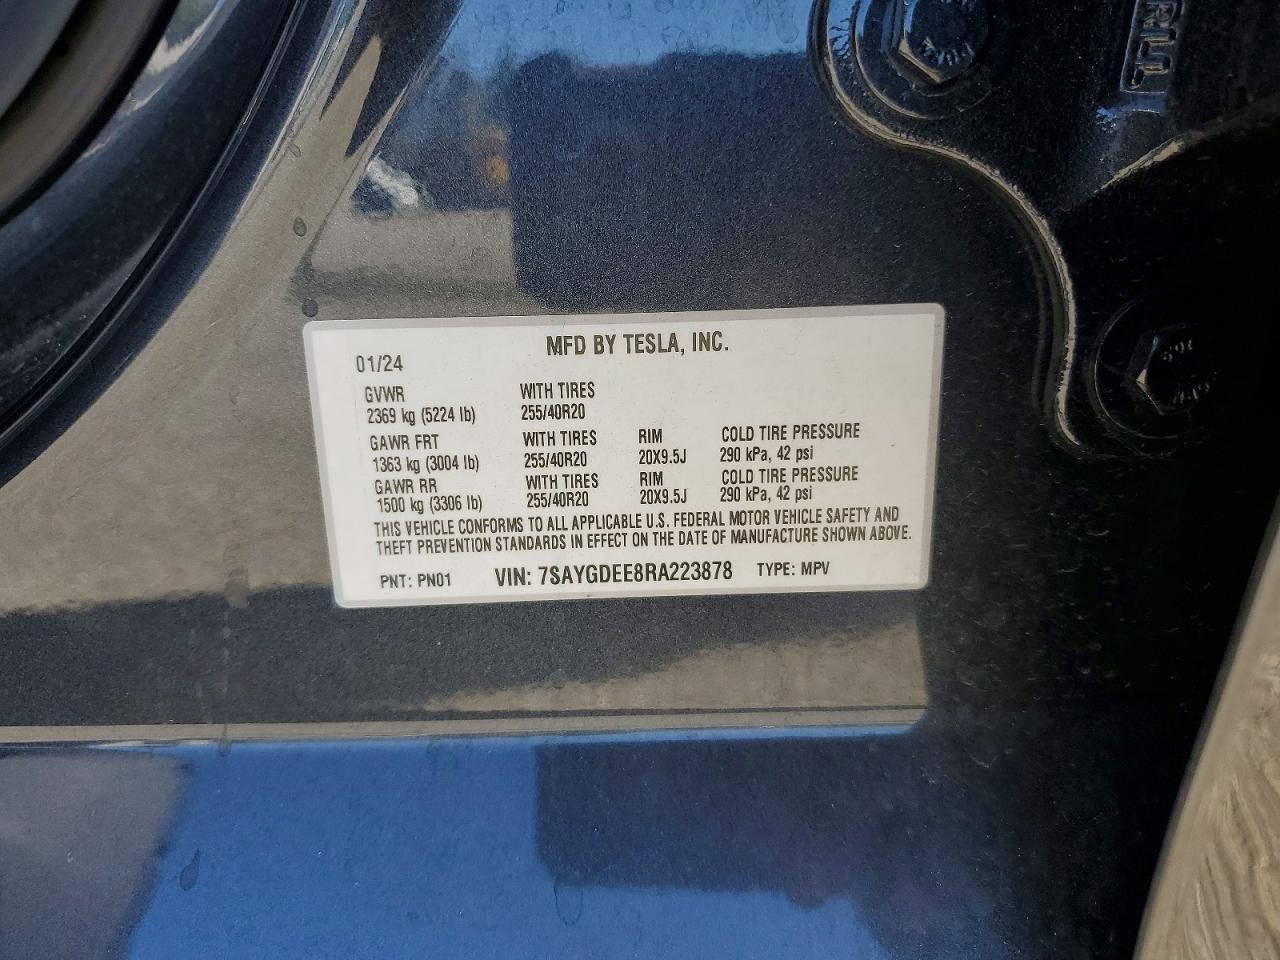 MFD BY TESLA, INC.
01/24
GVWR WITH TIRES
2369 kg (5224 lb) 255/40R20
GAWR FRT WITH TIRES RIM COLD TIRE PRESSURE
1363 kg (3004 lb) 255/40R20 20X9.5J 290 kPa, 42 psi
GAWR RR WITH TIRES RIM COLD TIRE PRESSURE
1500 kg (3306 lb) 255/40R20 20X9.5J 290 kPa, 42 psi
THIS VEHICLE CONFORMS TO ALL APPLICABLE U.S. FEDERAL MOTOR VEHICLE SAFETY AND
THEFT PREVENTION STANDARDS IN EFFECT ON THE DATE OF MANUFACTURE SHOWN ABOVE.
PNT: PN01 VIN: 7SAYGDEE8RA223878 TYPE: MPV